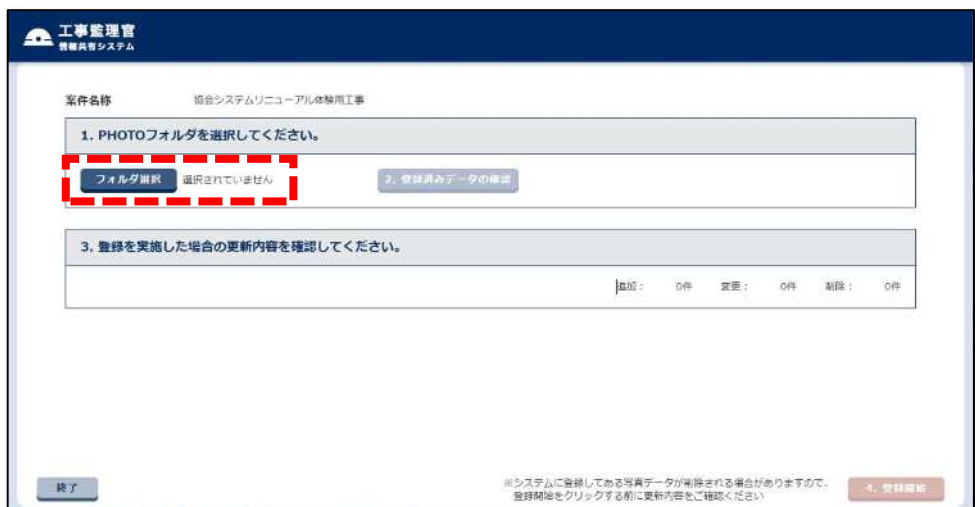 工事監理官
情報共有システム
案件名称 協会システムリニューアル体験用工事
1. PHOTOフォルダを選択してください。
フォルダ選択 選択されていません 2. 登録済みデータの確認
3. 登録を実施した場合の更新内容を確認してください。
追加： 0件 変更： 0件 削除： 0件
※システムに登録してある写真データが削除される場合がありますので、
登録開始をクリックする前に更新内容をご確認ください
終了 4. 登録開始